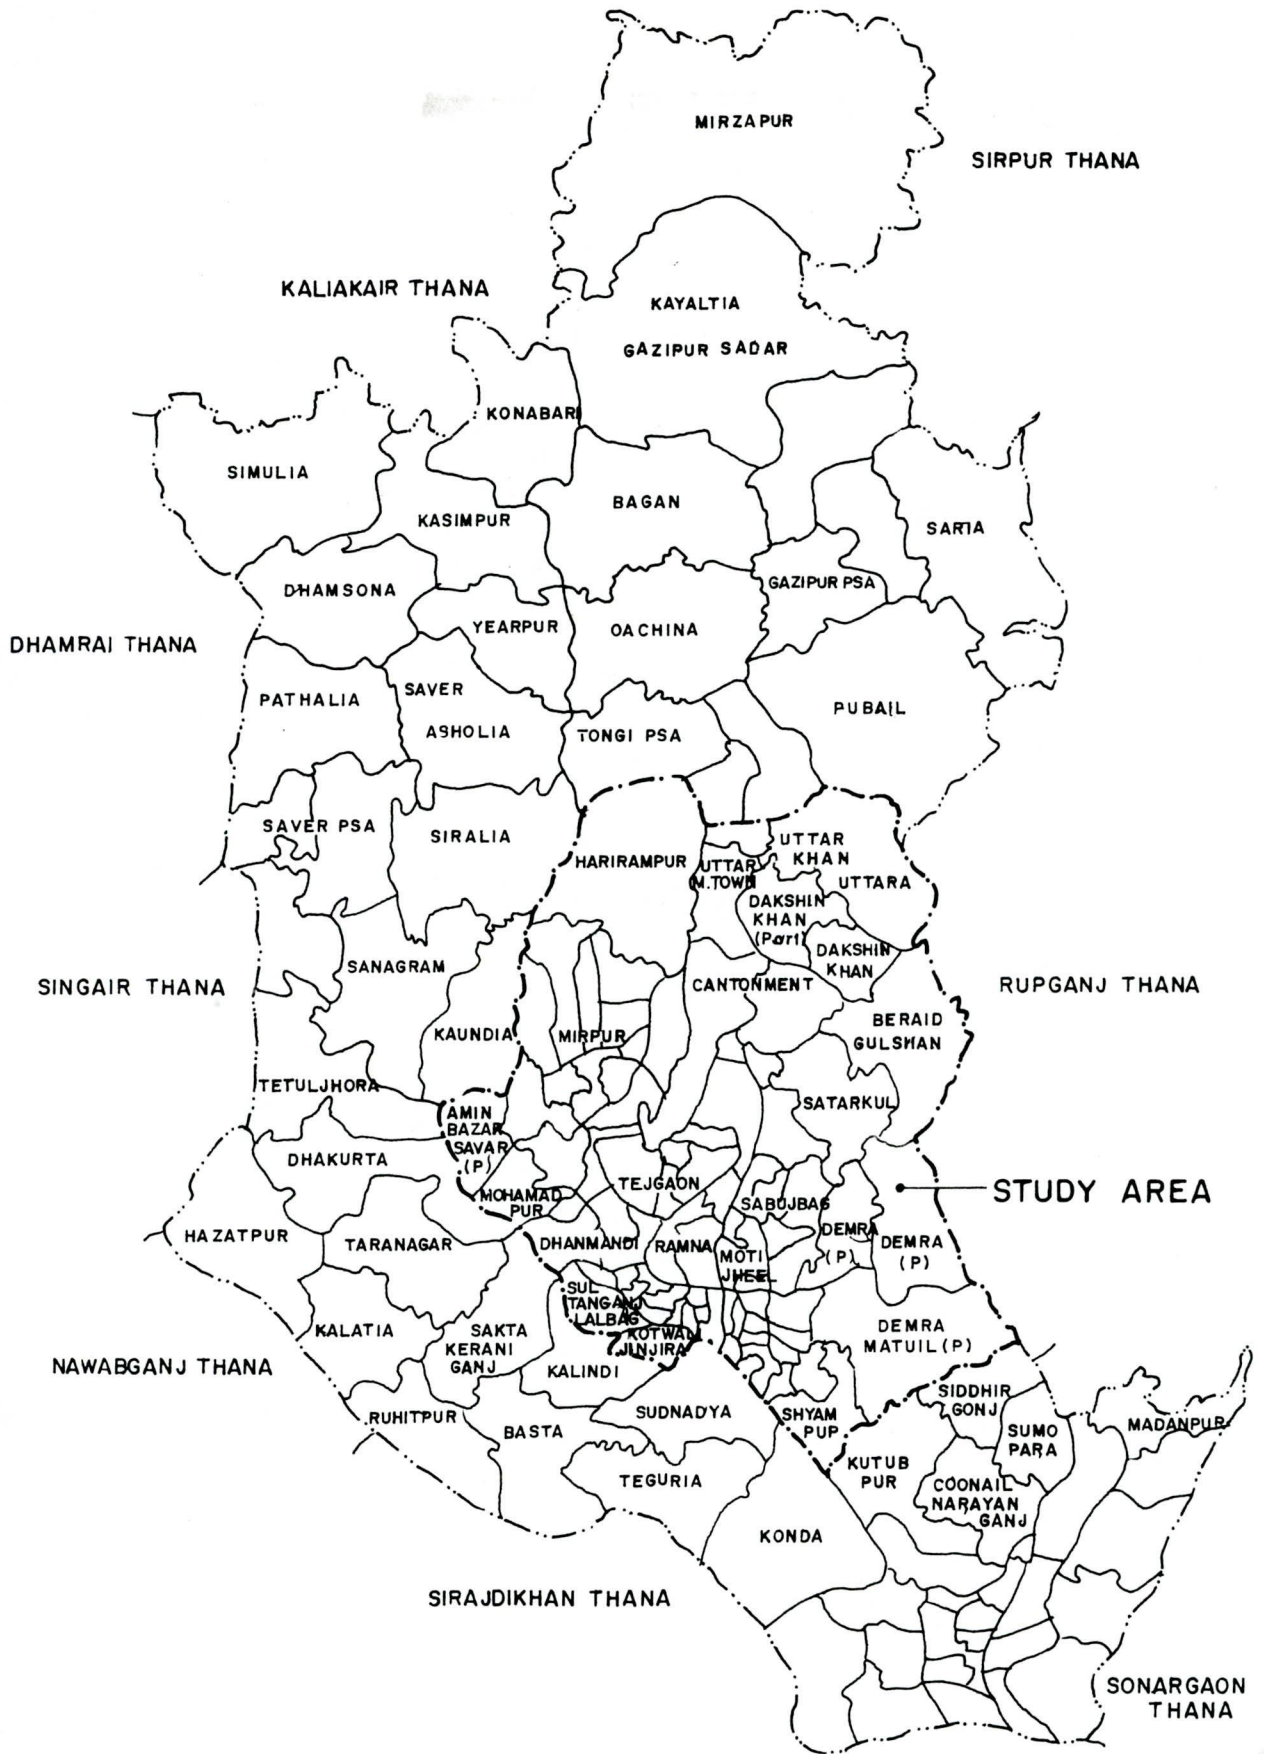 MIRZAPUR
SIRPUR THANA
KALIAKAIR THANA
KAYALTIA
GAZIPUR SADAR
KONABARI
SIMULIA
BAGAN
KASIMPUR
SARIA
DHAMSONA
GAZIPUR PSA
YEARPUR
OACHINA
DHAMRAI THANA
SAVER
PATHALIA
PUBAIL
ASHOLIA
TONGI PSA
SAVER PSA
SIRALIA
UTTAR
KHAN
HARIRAMPUR
UTTAR
M.TOWN
UTTARA
DAKSHIN
KHAN
(Part)
DAKSHIN
KHAN
SANAGRAM
SINGAIR THANA
CANTONMENT
RUPGANJ THANA
KAUNDIA
MIRPUR
BERAID
GULSHAN
TETULJHORA
SATARKUL
AMIN
BAZAR
SAVAR
(P)
DHAKURTA
TEJGAON
STUDY AREA
MOHAMAD
PUR
SABUJBAG
HAZATPUR
TARANAGAR
DHANMANDI
RAMNA
MOTI
JHEEL
DEMRA
(P)
DEMRA
(P)
SUL
TANGANJ
LALBAG
KALATIA
SAKTA
KERANI
GANJ
KOTWALI
JINJIRA
DEMRA
MATUIL (P)
NAWABGANJ THANA
KALINDI
SIDDHIR
GONJ
RUHITPUR
BASTA
SUDNADYA
SHYAM
PUP
SUMO
PARA
MADANPUR
KUTUB
PUR
TEGURIA
COONAIL
NARAYAN
GANJ
KONDA
SIRAJDIKHAN THANA
SONARGAON
THANA